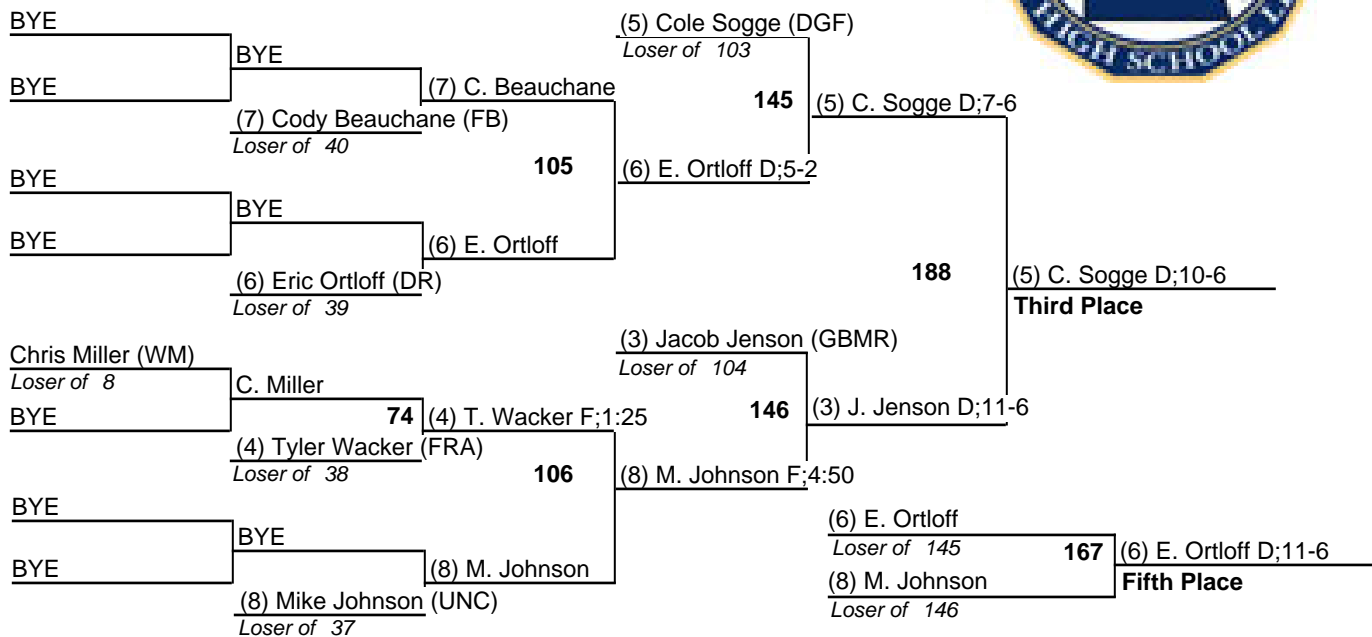 BYE
(5) Cole Sogge (DGF)
HIGH SCHOOL
Loser of 103
BYE
BYE
(7) C. Beauchane
145
(5) C. Sogge D;7-6
(7) Cody Beauchane (FB)
Loser of 40
105
(6) E. Ortloff D;5-2
BYE
BYE
BYE
(6) E. Ortloff
188
(5) C. Sogge D;10-6
(6) Eric Ortloff (DR)
Loser of 39
Third Place
(3) Jacob Jenson (GBMR)
Chris Miller (WM)
Loser of 104
Loser of 8
C. Miller
146
(3) J. Jenson D;11-6
BYE
74
(4) T. Wacker F;1:25
(4) Tyler Wacker (FRA)
Loser of 38
106
(8) M. Johnson F;4:50
BYE
(6) E. Ortloff
BYE
Loser of 145
167
(6) E. Ortloff D;11-6
BYE
(8) M. Johnson
(8) M. Johnson
Fifth Place
(8) Mike Johnson (UNC)
Loser of 146
Loser of 37